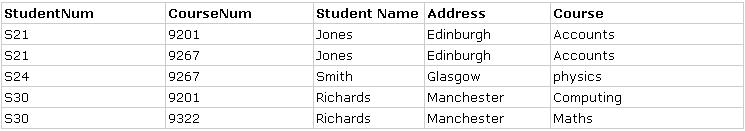 StudentNum CourseNum Student Name Address Course
S21 9201 Jones Edinburgh Accounts
S21 9267 Jones Edinburgh Accounts
S24 9267 Smith Glasgow physics
S30 9201 Richards Manchester Computing
S30 9322 Richards Manchester Maths